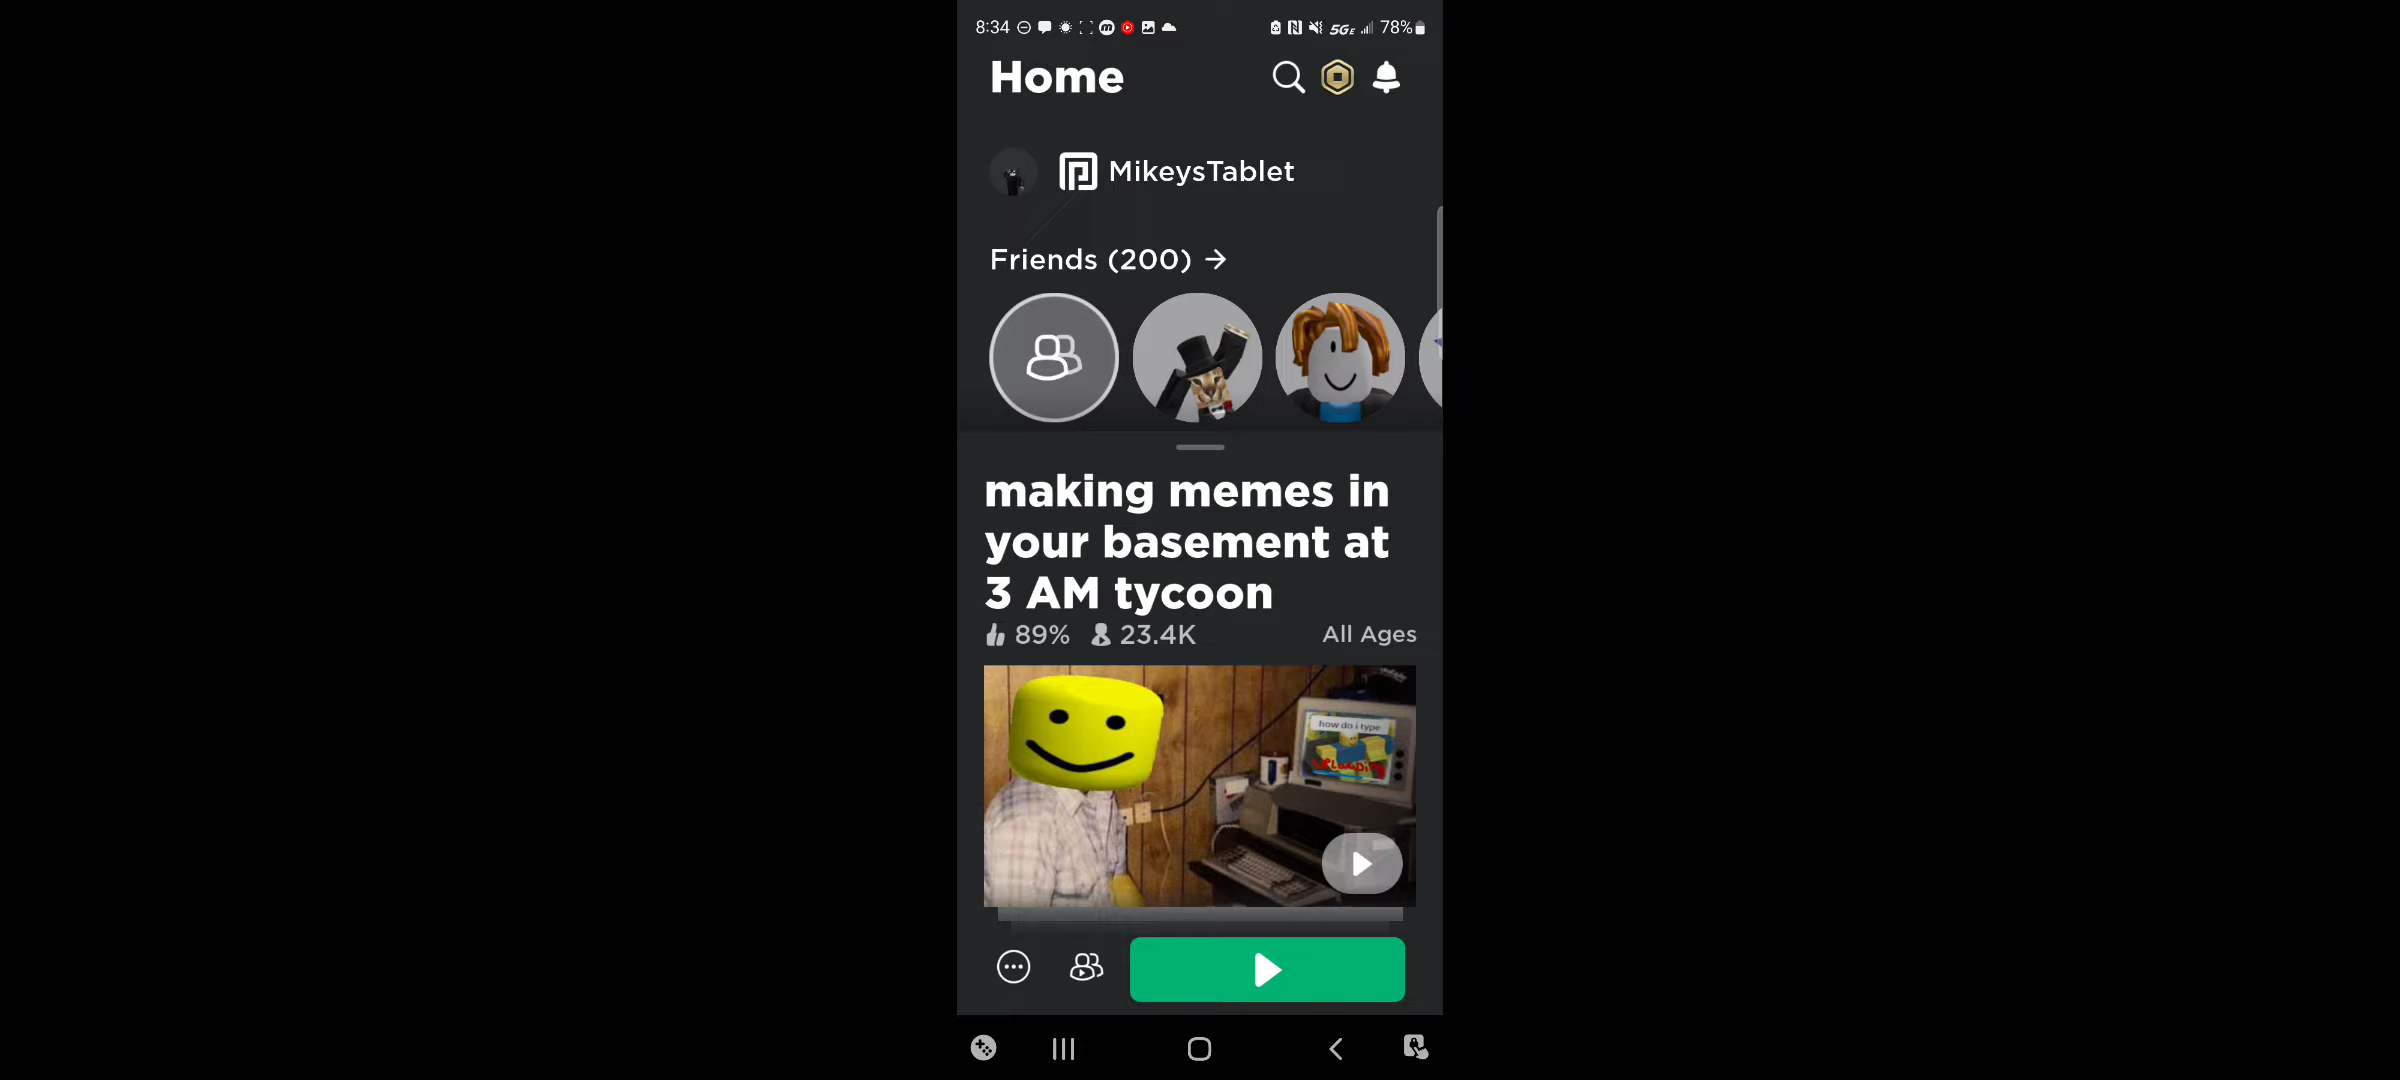 8:34 5GE 78%
Home
MikeysTablet
Friends (200) →
making memes in
your basement at
3 AM tycoon
89% 23.4K All Ages
how do i type